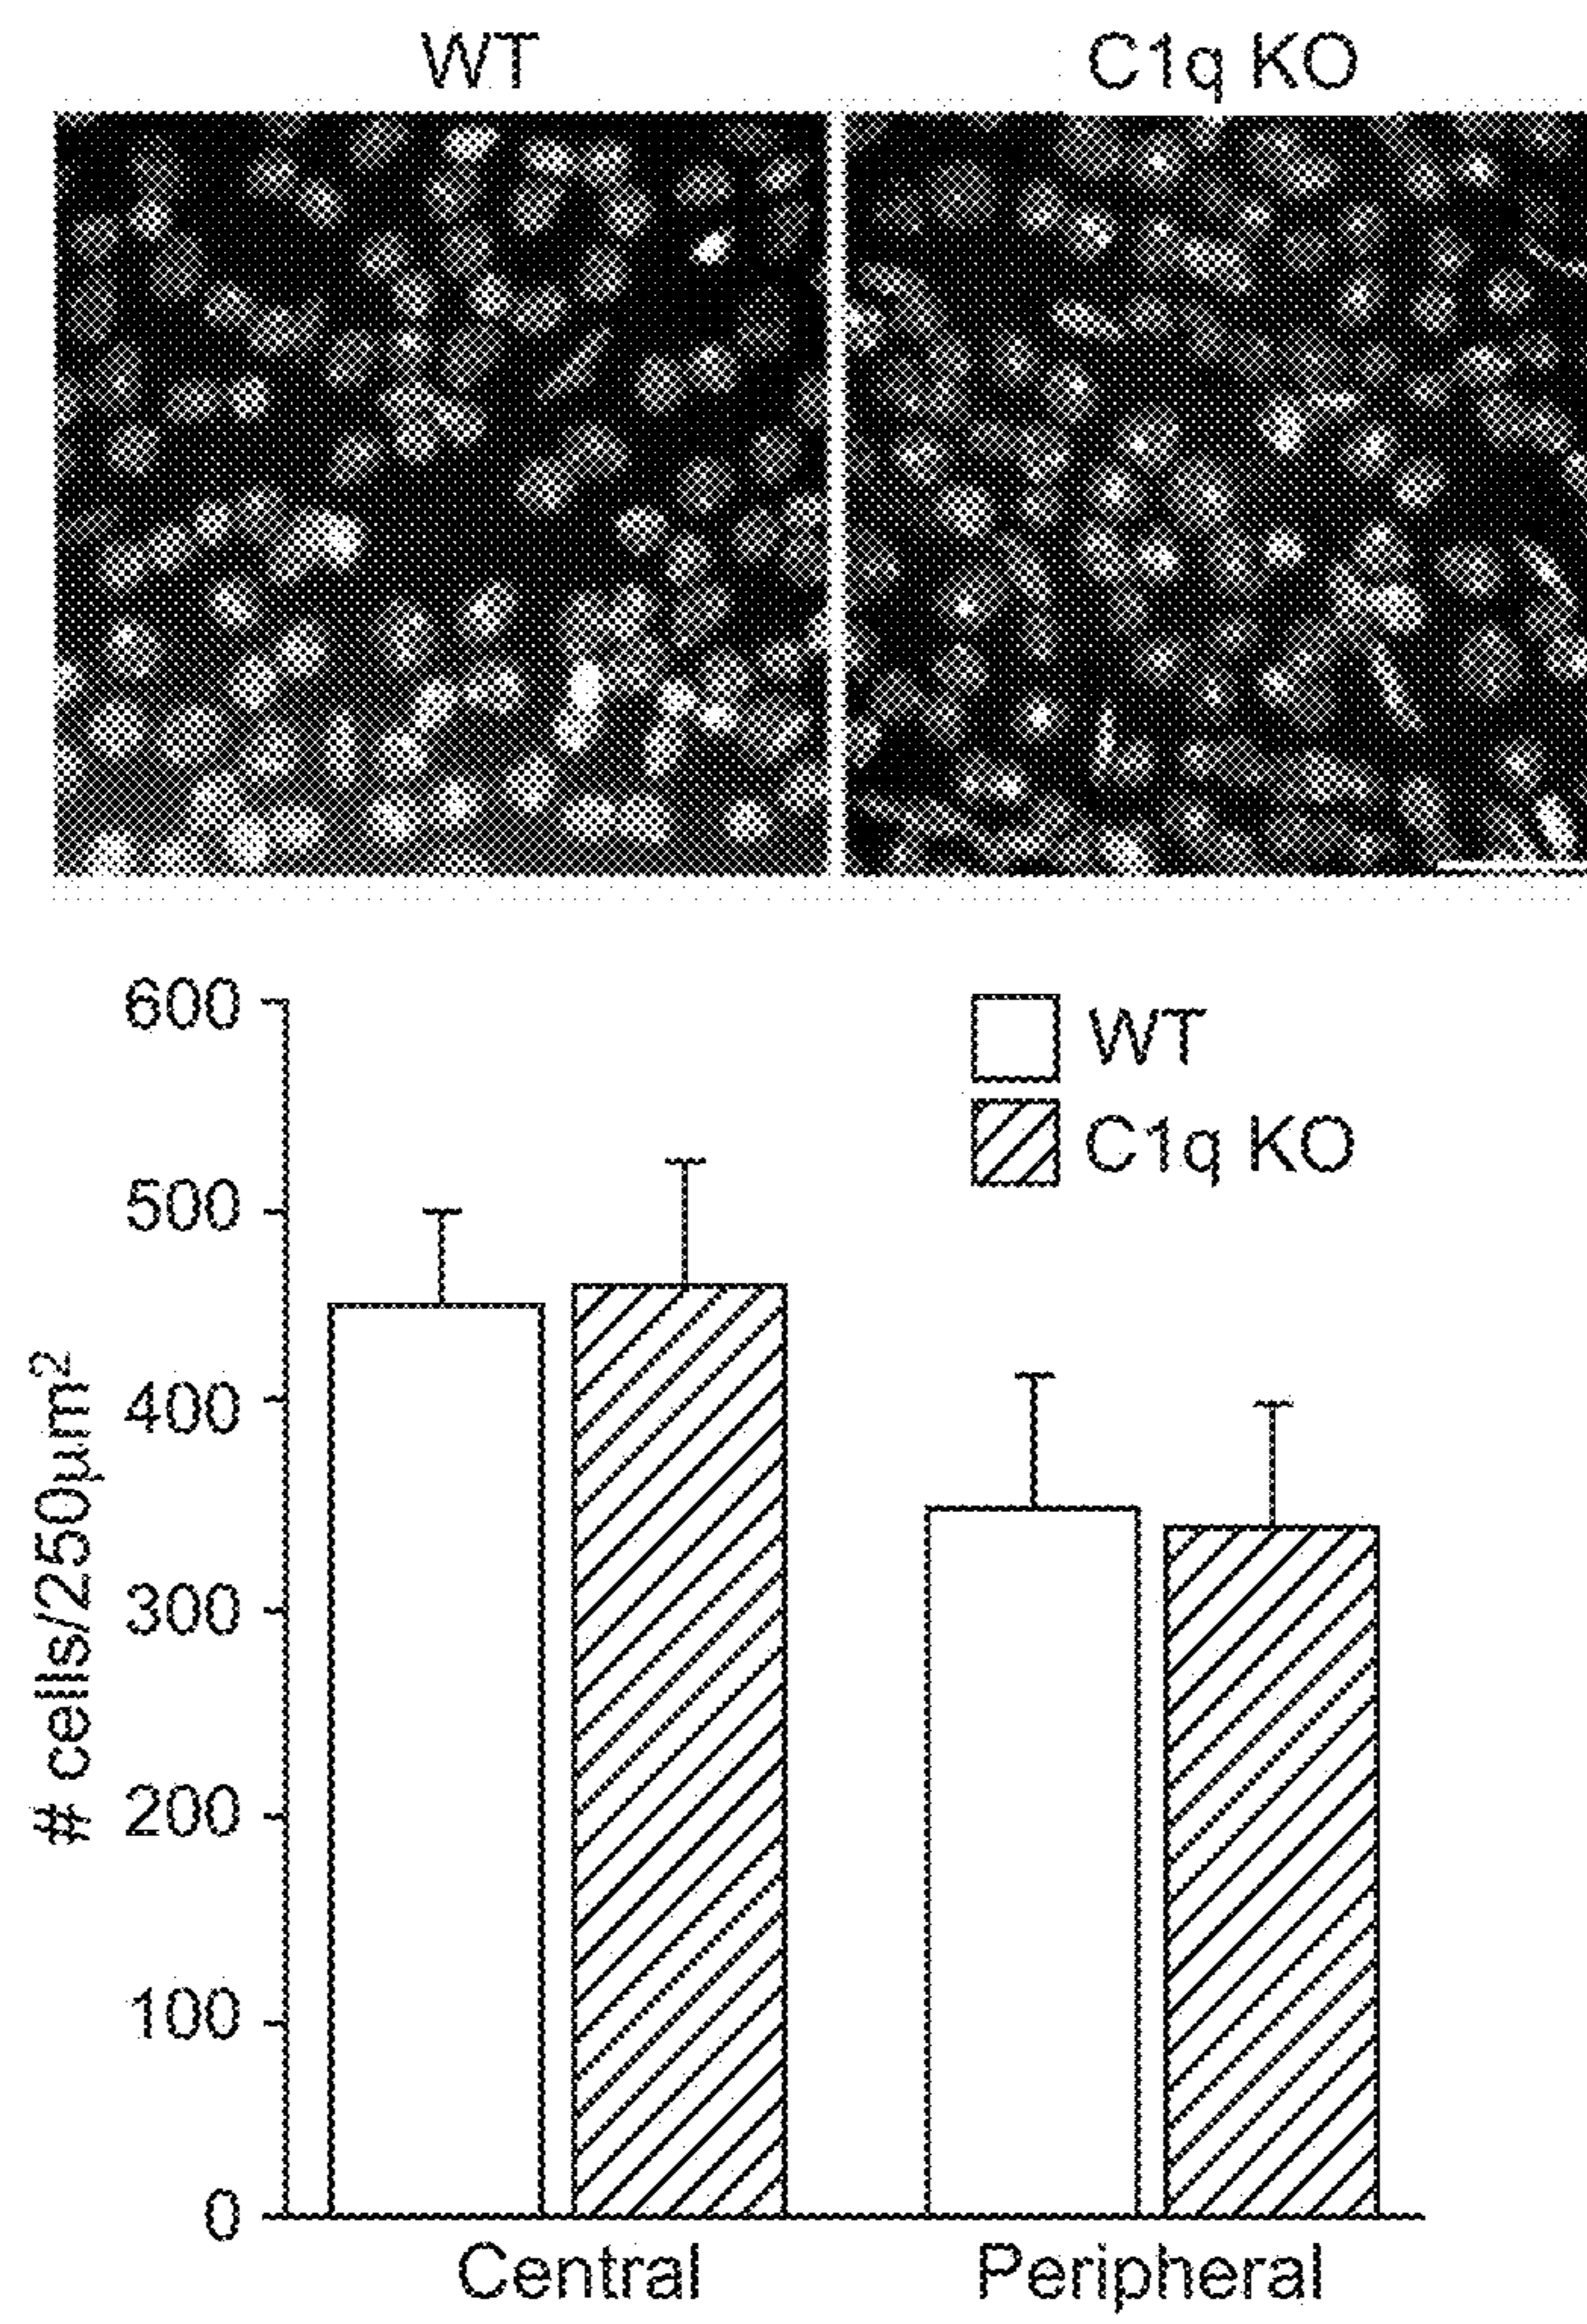 WT
C1q KO
600
500
400
300
200
100
0
# cells/250µm²
WT
C1q KO
Central
Peripheral